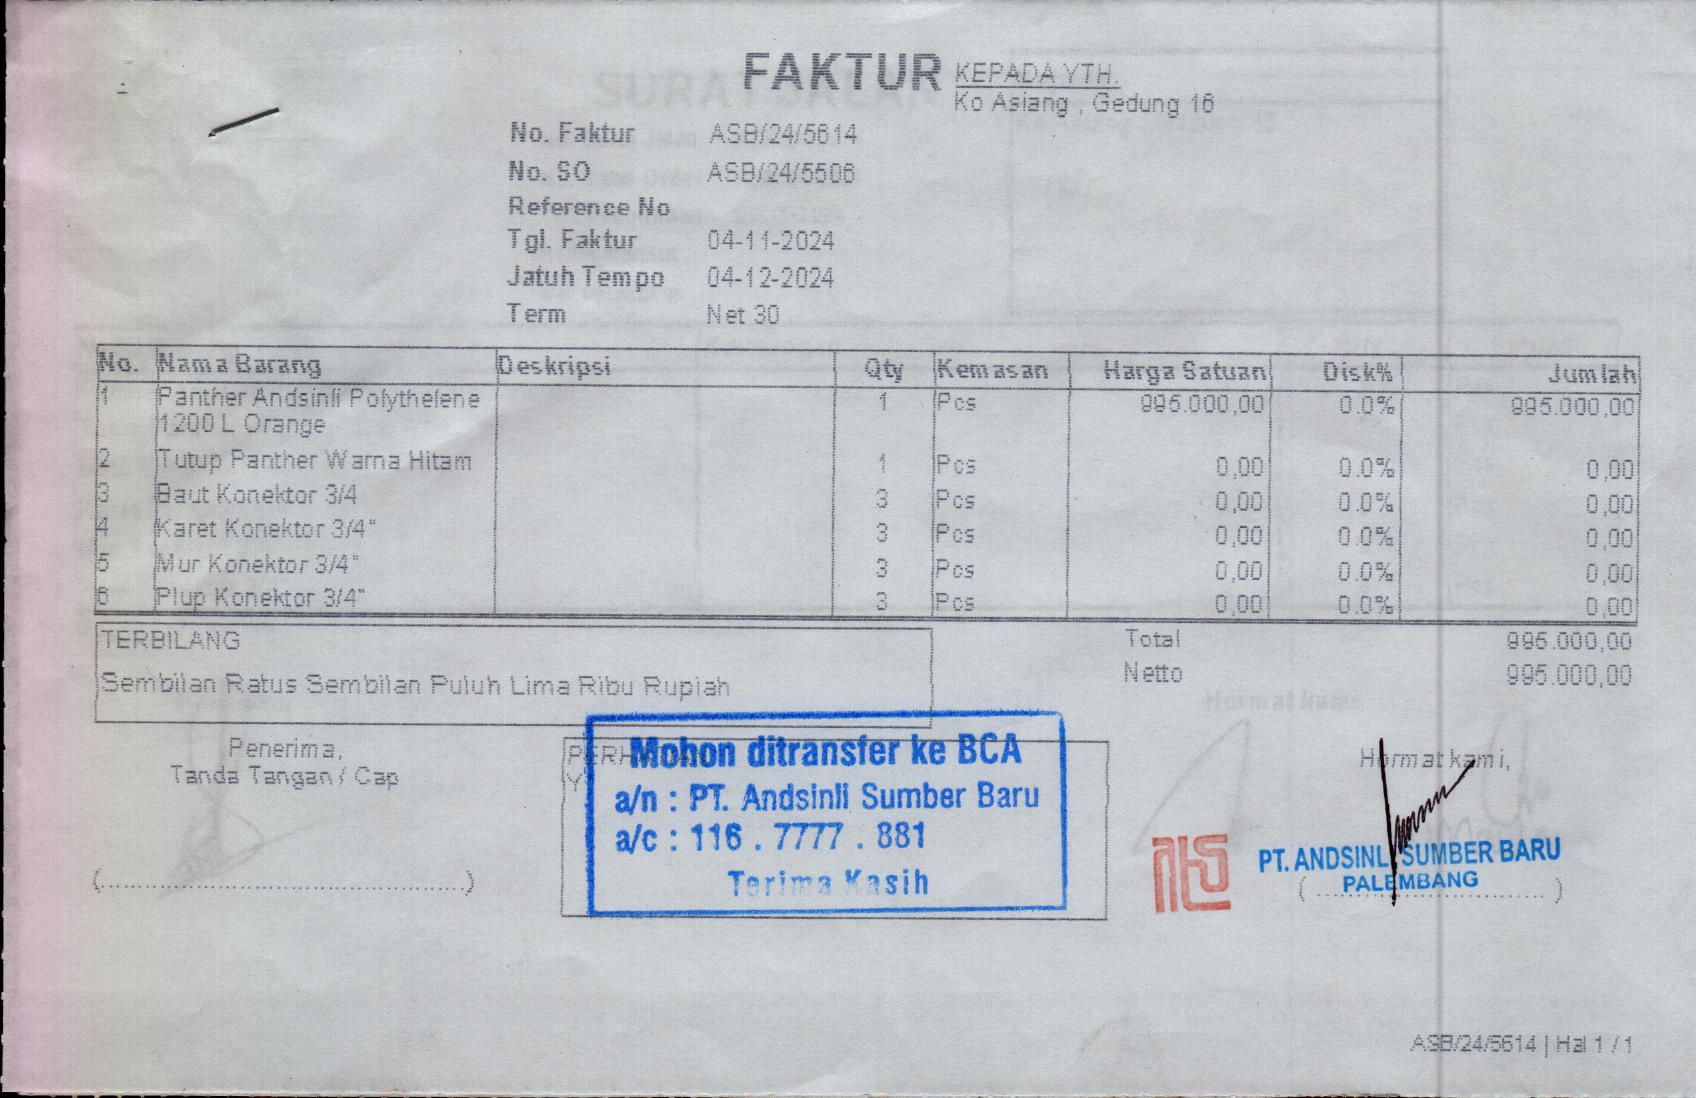 FAKTUR
KEPADA YTH.
Ko Asiang , Gedung 16
No. Faktur ASB/24/5614
No. SO ASB/24/5506
Reference No
Tgl. Faktur 04-11-2024
Jatuh Tempo 04-12-2024
Term Net 30
No. Nama Barang Deskripsi Qty Kemasan Harga Satuan Disk% Jumlah
1 Panther Andsinli Polythelene 1 Pcs 995.000,00 0.0% 995.000,00
1200 L Orange
2 Tutup Panther Warna Hitam 1 Pcs 0,00 0.0% 0,00
3 Baut Konektor 3/4 3 Pcs 0,00 0.0% 0,00
4 Karet Konektor 3/4" 3 Pcs 0,00 0.0% 0,00
5 Mur Konektor 3/4" 3 Pcs 0,00 0.0% 0,00
6 Plup Konektor 3/4" 3 Pcs 0,00 0.0% 0,00
TERBILANG
Sembilan Ratus Sembilan Puluh Lima Ribu Rupiah
Total 995.000,00
Netto 995.000,00
Penerima,
Tanda Tangan / Cap
Mohon ditransfer ke BCA
a/n : PT. Andsinli Sumber Baru
a/c : 116 . 7777 . 881
Terima Kasih
Hormat kami,
PT. ANDSINLI SUMBER BARU
PALEMBANG
ASB/24/5614 | Hal 1 / 1